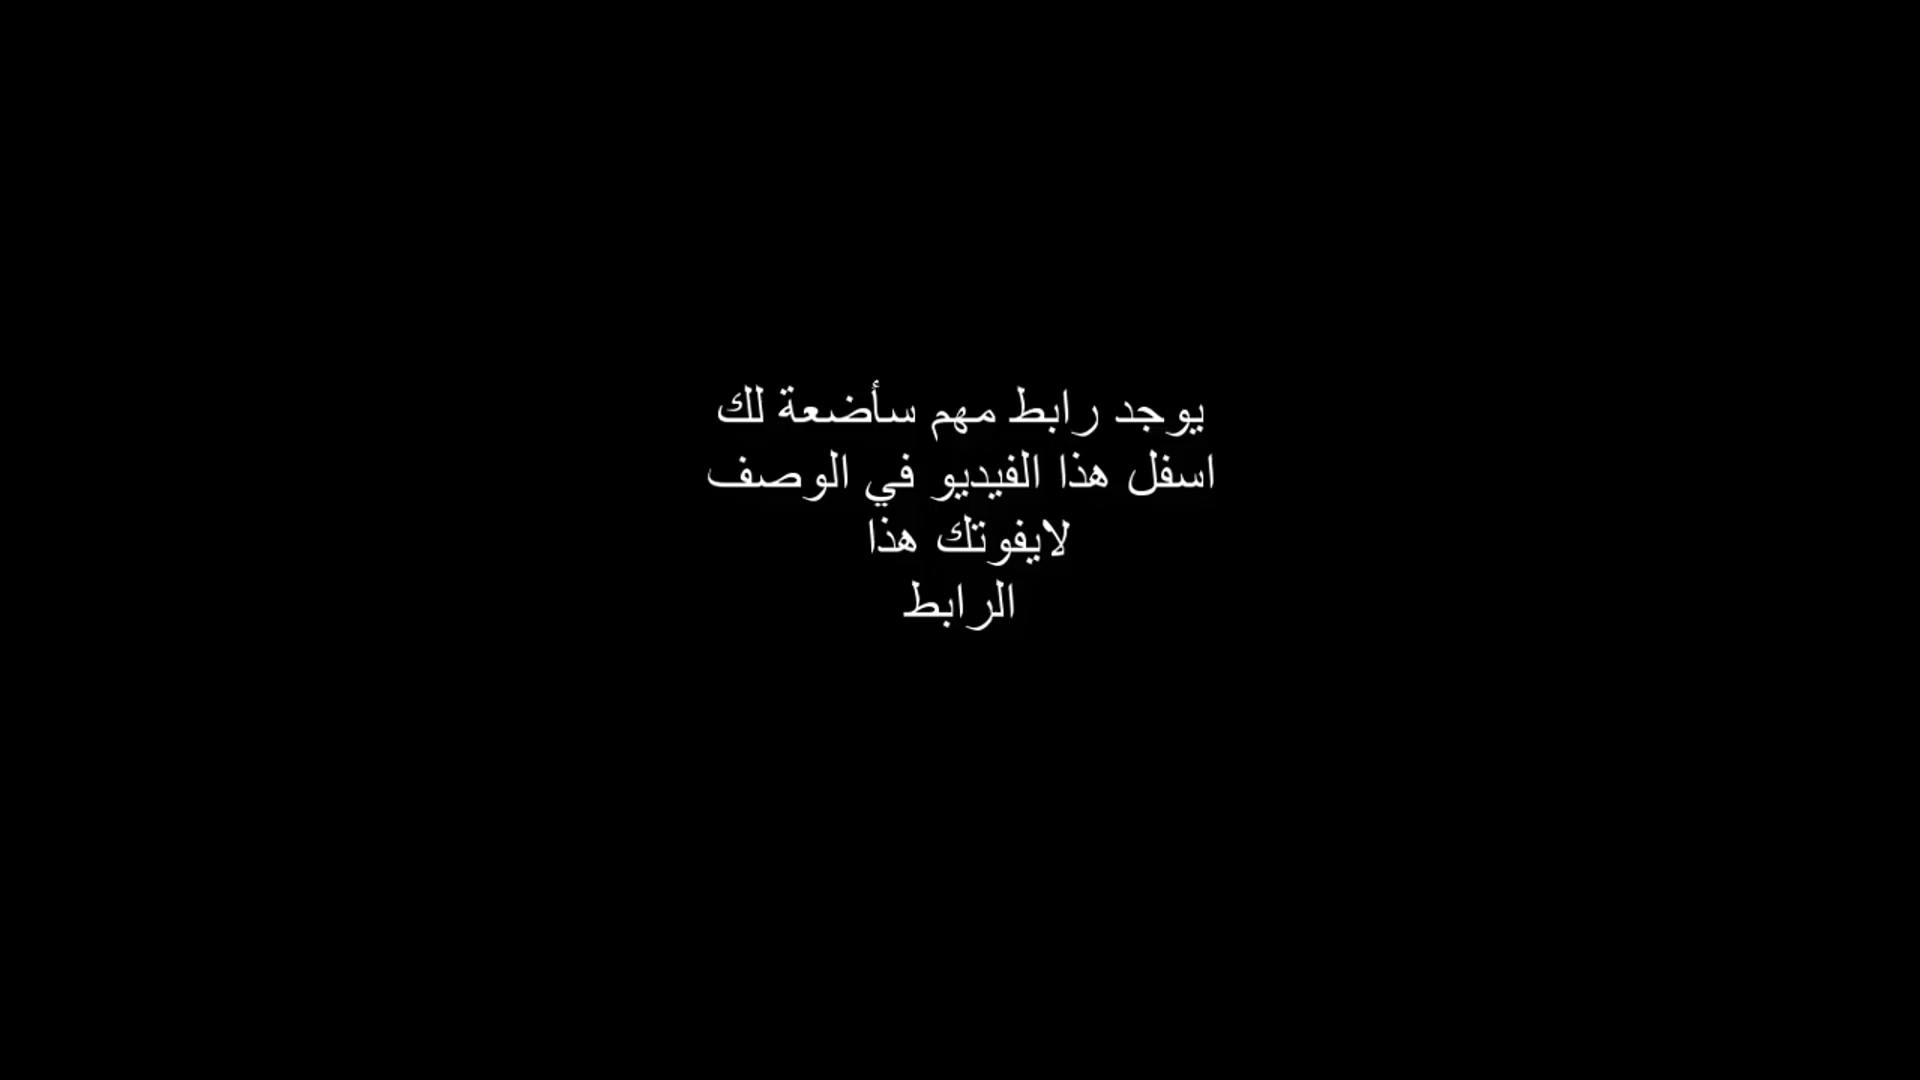 يوجد رابط مهم سأضعة لك
اسفل هذا الفيديو في الوصف
لايفوتك هذا
الرابط